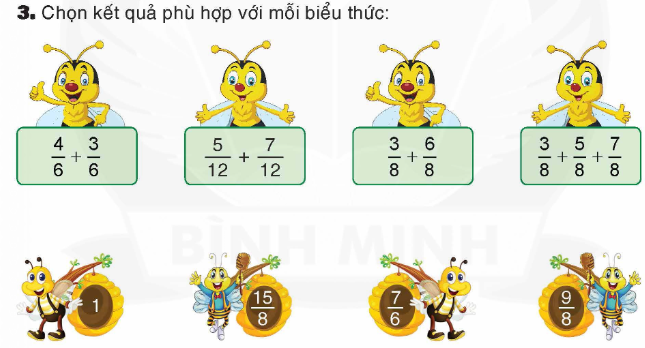 3. Chọn kết quả phù hợp với mỗi biểu thức:
4/6 + 3/6
5/12 + 7/12
3/8 + 6/8
3/8 + 5/8 + 7/8
BÌNH MINH
1
15/8
7/6
9/8